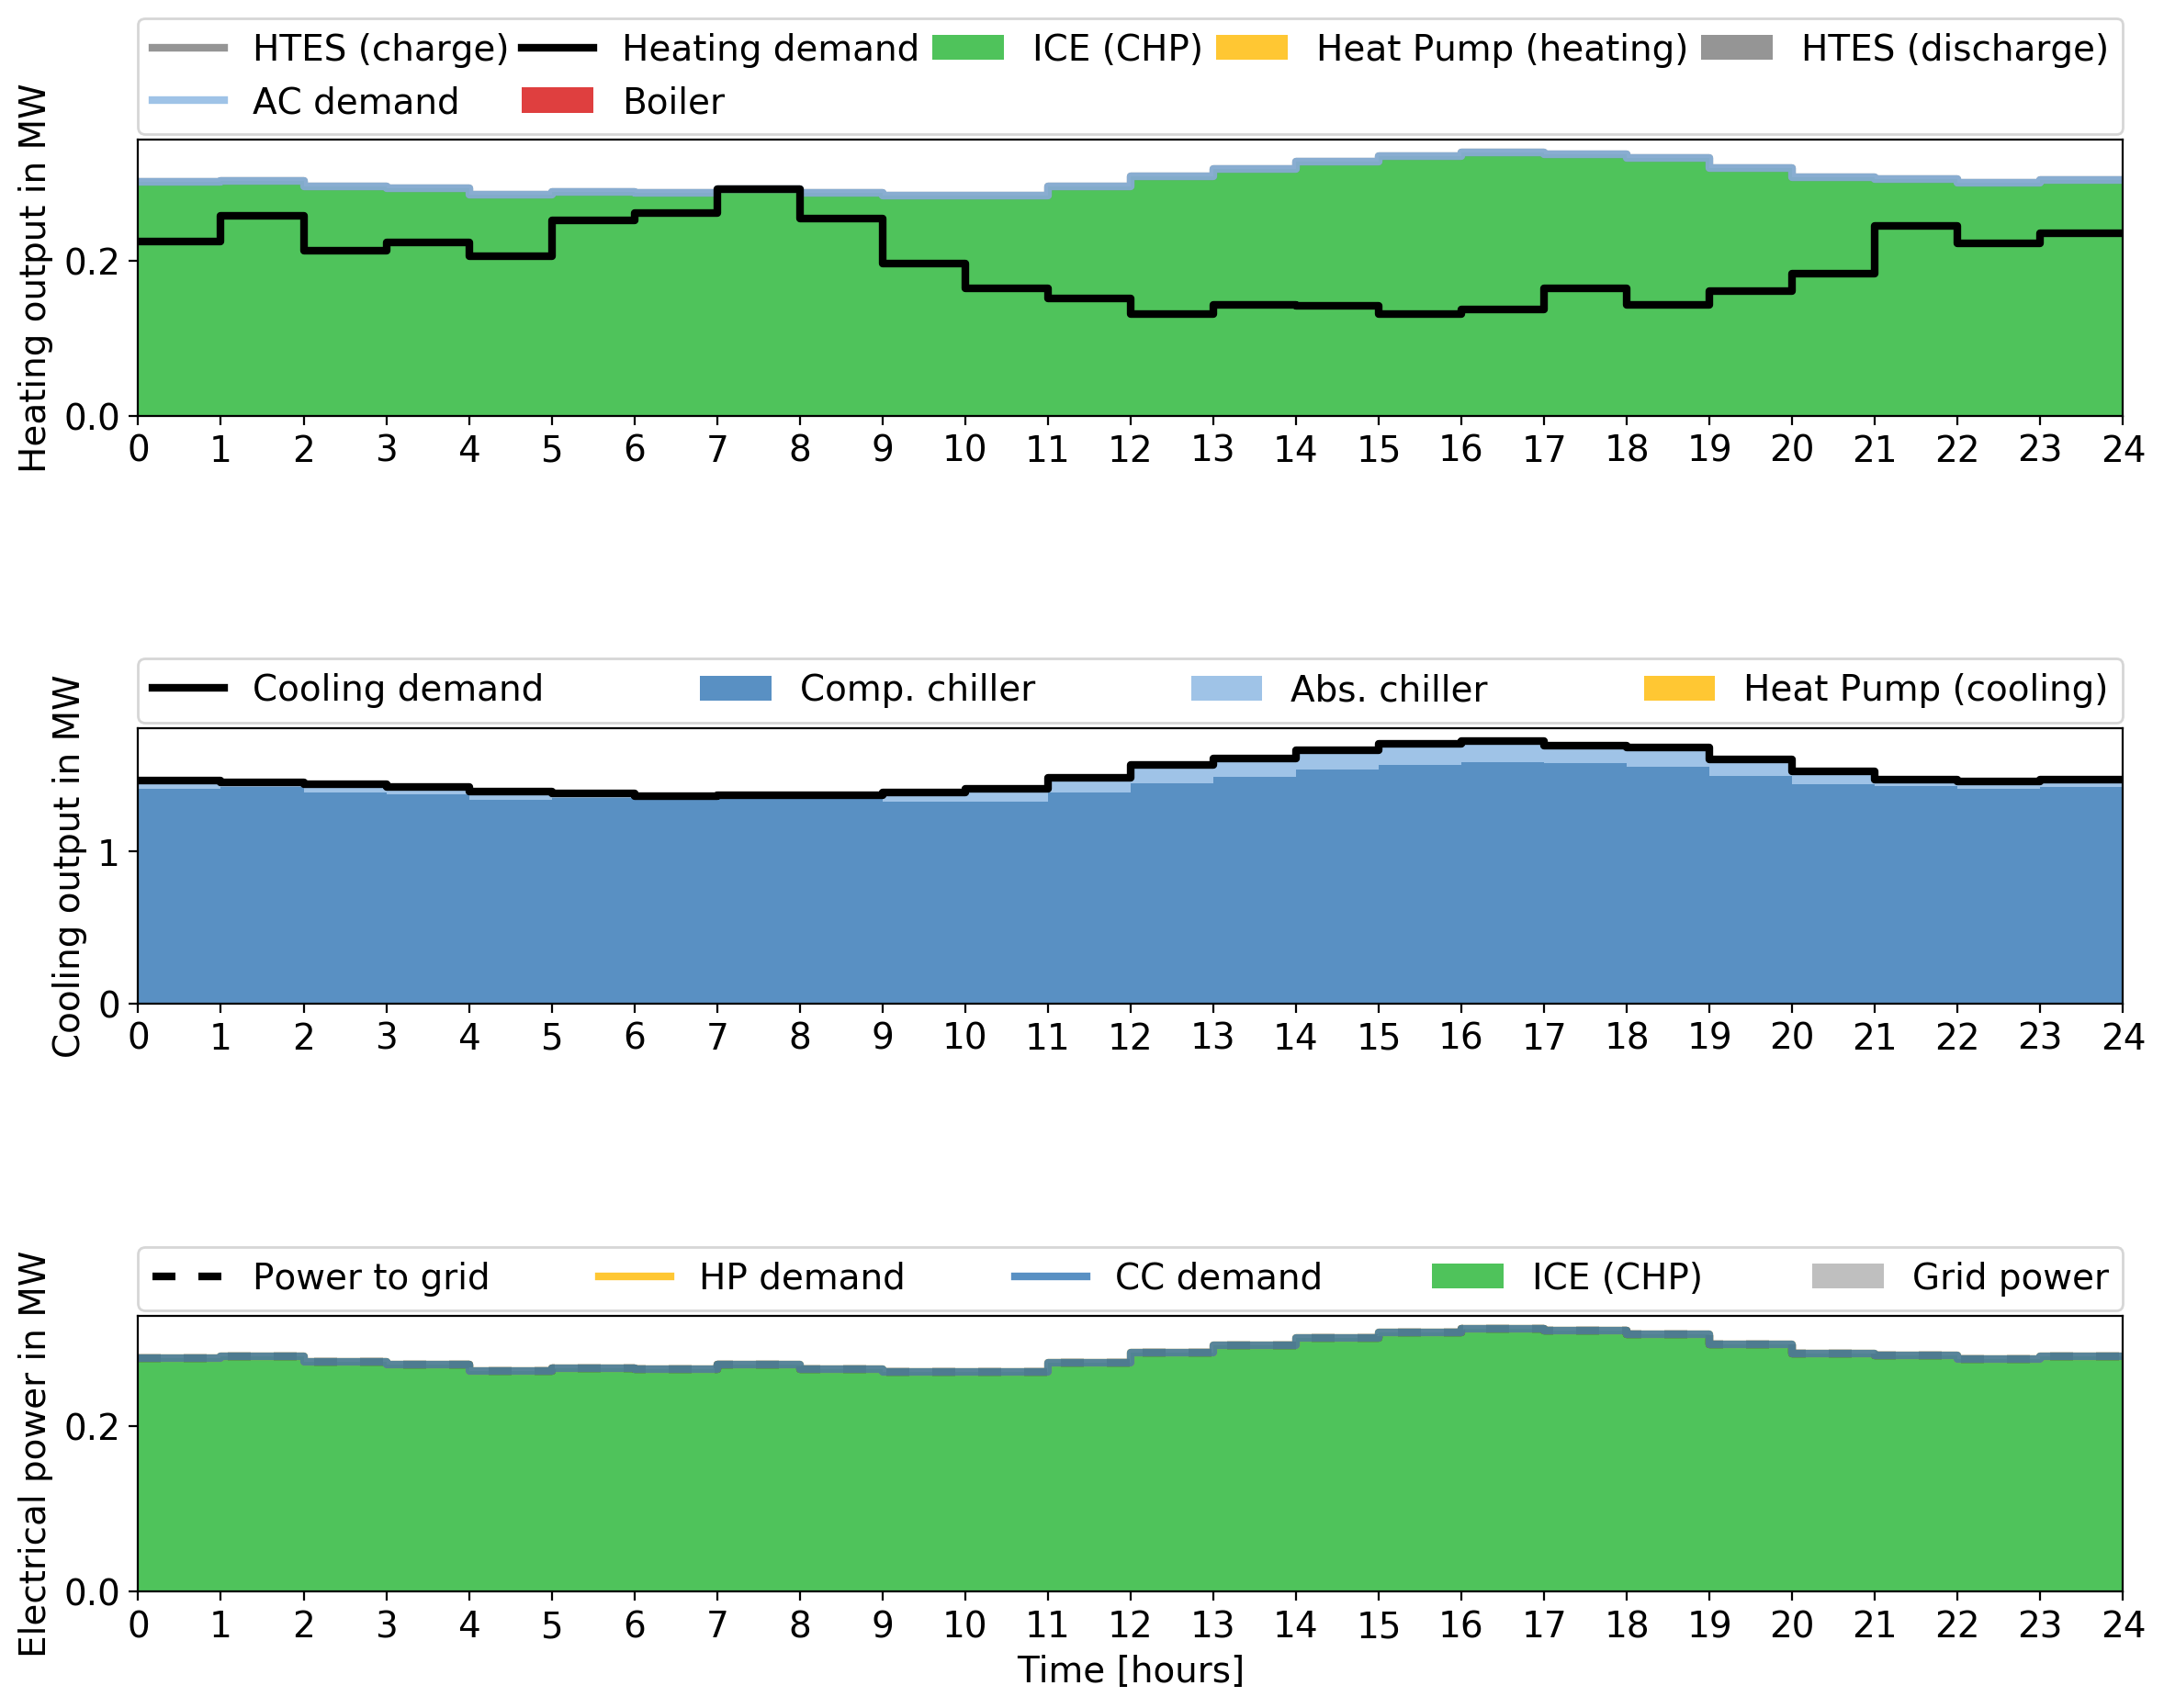 HTES (charge) Heating demand ICE (CHP) Heat Pump (heating) HTES (discharge)
AC demand Boiler
Heating output in MW
0.2
0.0
0 1 2 3 4 5 6 7 8 9 10 11 12 13 14 15 16 17 18 19 20 21 22 23 24
Cooling demand Comp. chiller Abs. chiller Heat Pump (cooling)
Cooling output in MW
1
0
0 1 2 3 4 5 6 7 8 9 10 11 12 13 14 15 16 17 18 19 20 21 22 23 24
Power to grid HP demand CC demand ICE (CHP) Grid power
Electrical power in MW
0.2
0.0
0 1 2 3 4 5 6 7 8 9 10 11 12 13 14 15 16 17 18 19 20 21 22 23 24
Time [hours]